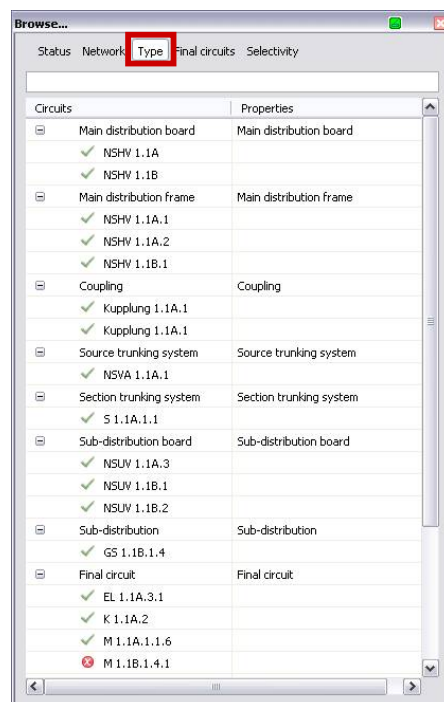 Browse...
Status Network Type Final circuits Selectivity
Circuits Properties
Main distribution board Main distribution board
NSHV 1.1A
NSHV 1.1B
Main distribution frame Main distribution frame
NSHV 1.1A.1
NSHV 1.1A.2
NSHV 1.1B.1
Coupling Coupling
Kupplung 1.1A.1
Kupplung 1.1A.1
Source trunking system Source trunking system
NSVA 1.1A.1
Section trunking system Section trunking system
S 1.1A.1.1
Sub-distribution board Sub-distribution board
NSUV 1.1A.3
NSUV 1.1B.1
NSUV 1.1B.2
Sub-distribution Sub-distribution
GS 1.1B.1.4
Final circuit Final circuit
EL 1.1A.3.1
K 1.1A.2
M 1.1A.1.1.6
M 1.1B.1.4.1